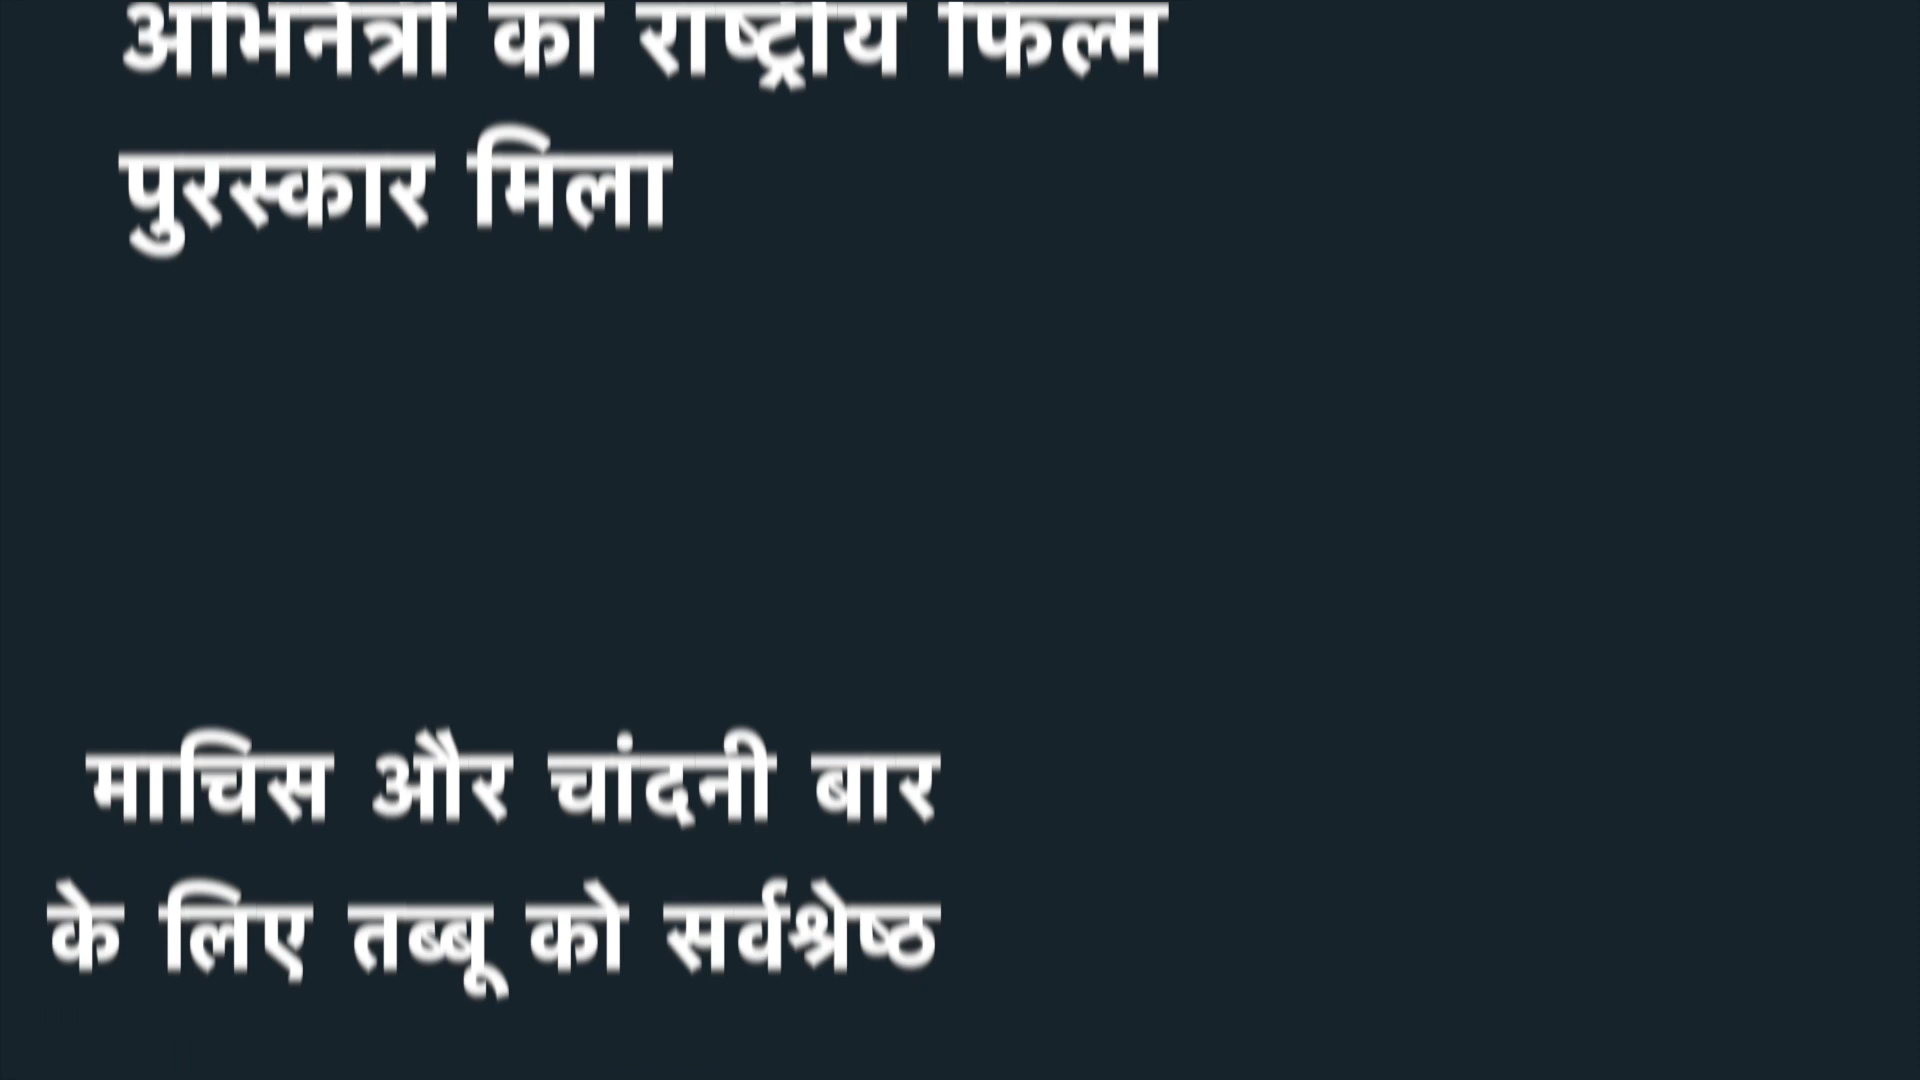 अभिनेत्री का राष्ट्रीय फिल्म
पुरस्कार मिला
माचिस और चांदनी बार
के लिए तब्बू को सर्वश्रेष्ठ